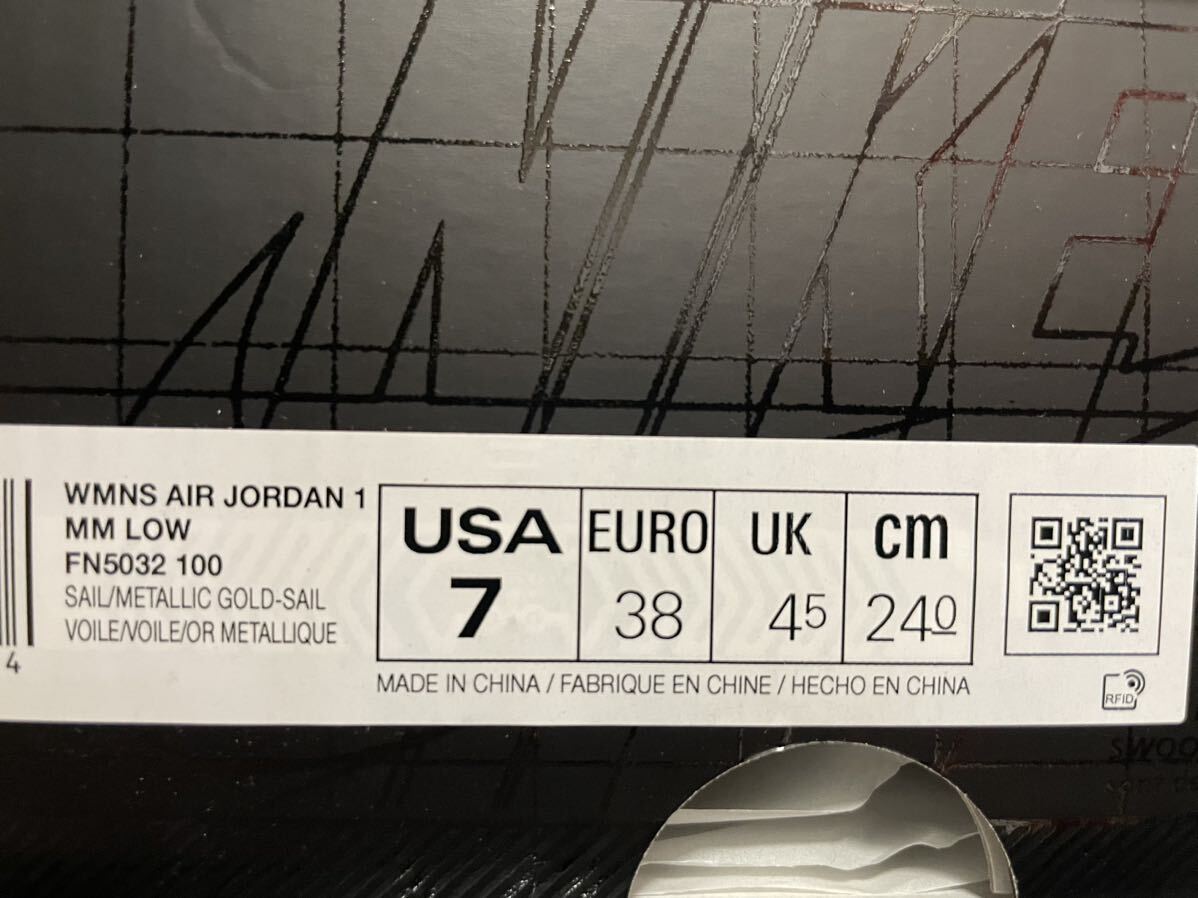 WMNS AIR JORDAN 1
MM LOW
FN5032 100
SAIL/METALLIC GOLD-SAIL
VOILE/VOILE/OR METALLIQUE
4
USA
7
EURO
38
UK
45
cm
240
MADE IN CHINA / FABRIQUE EN CHINE / HECHO EN CHINA
RFID